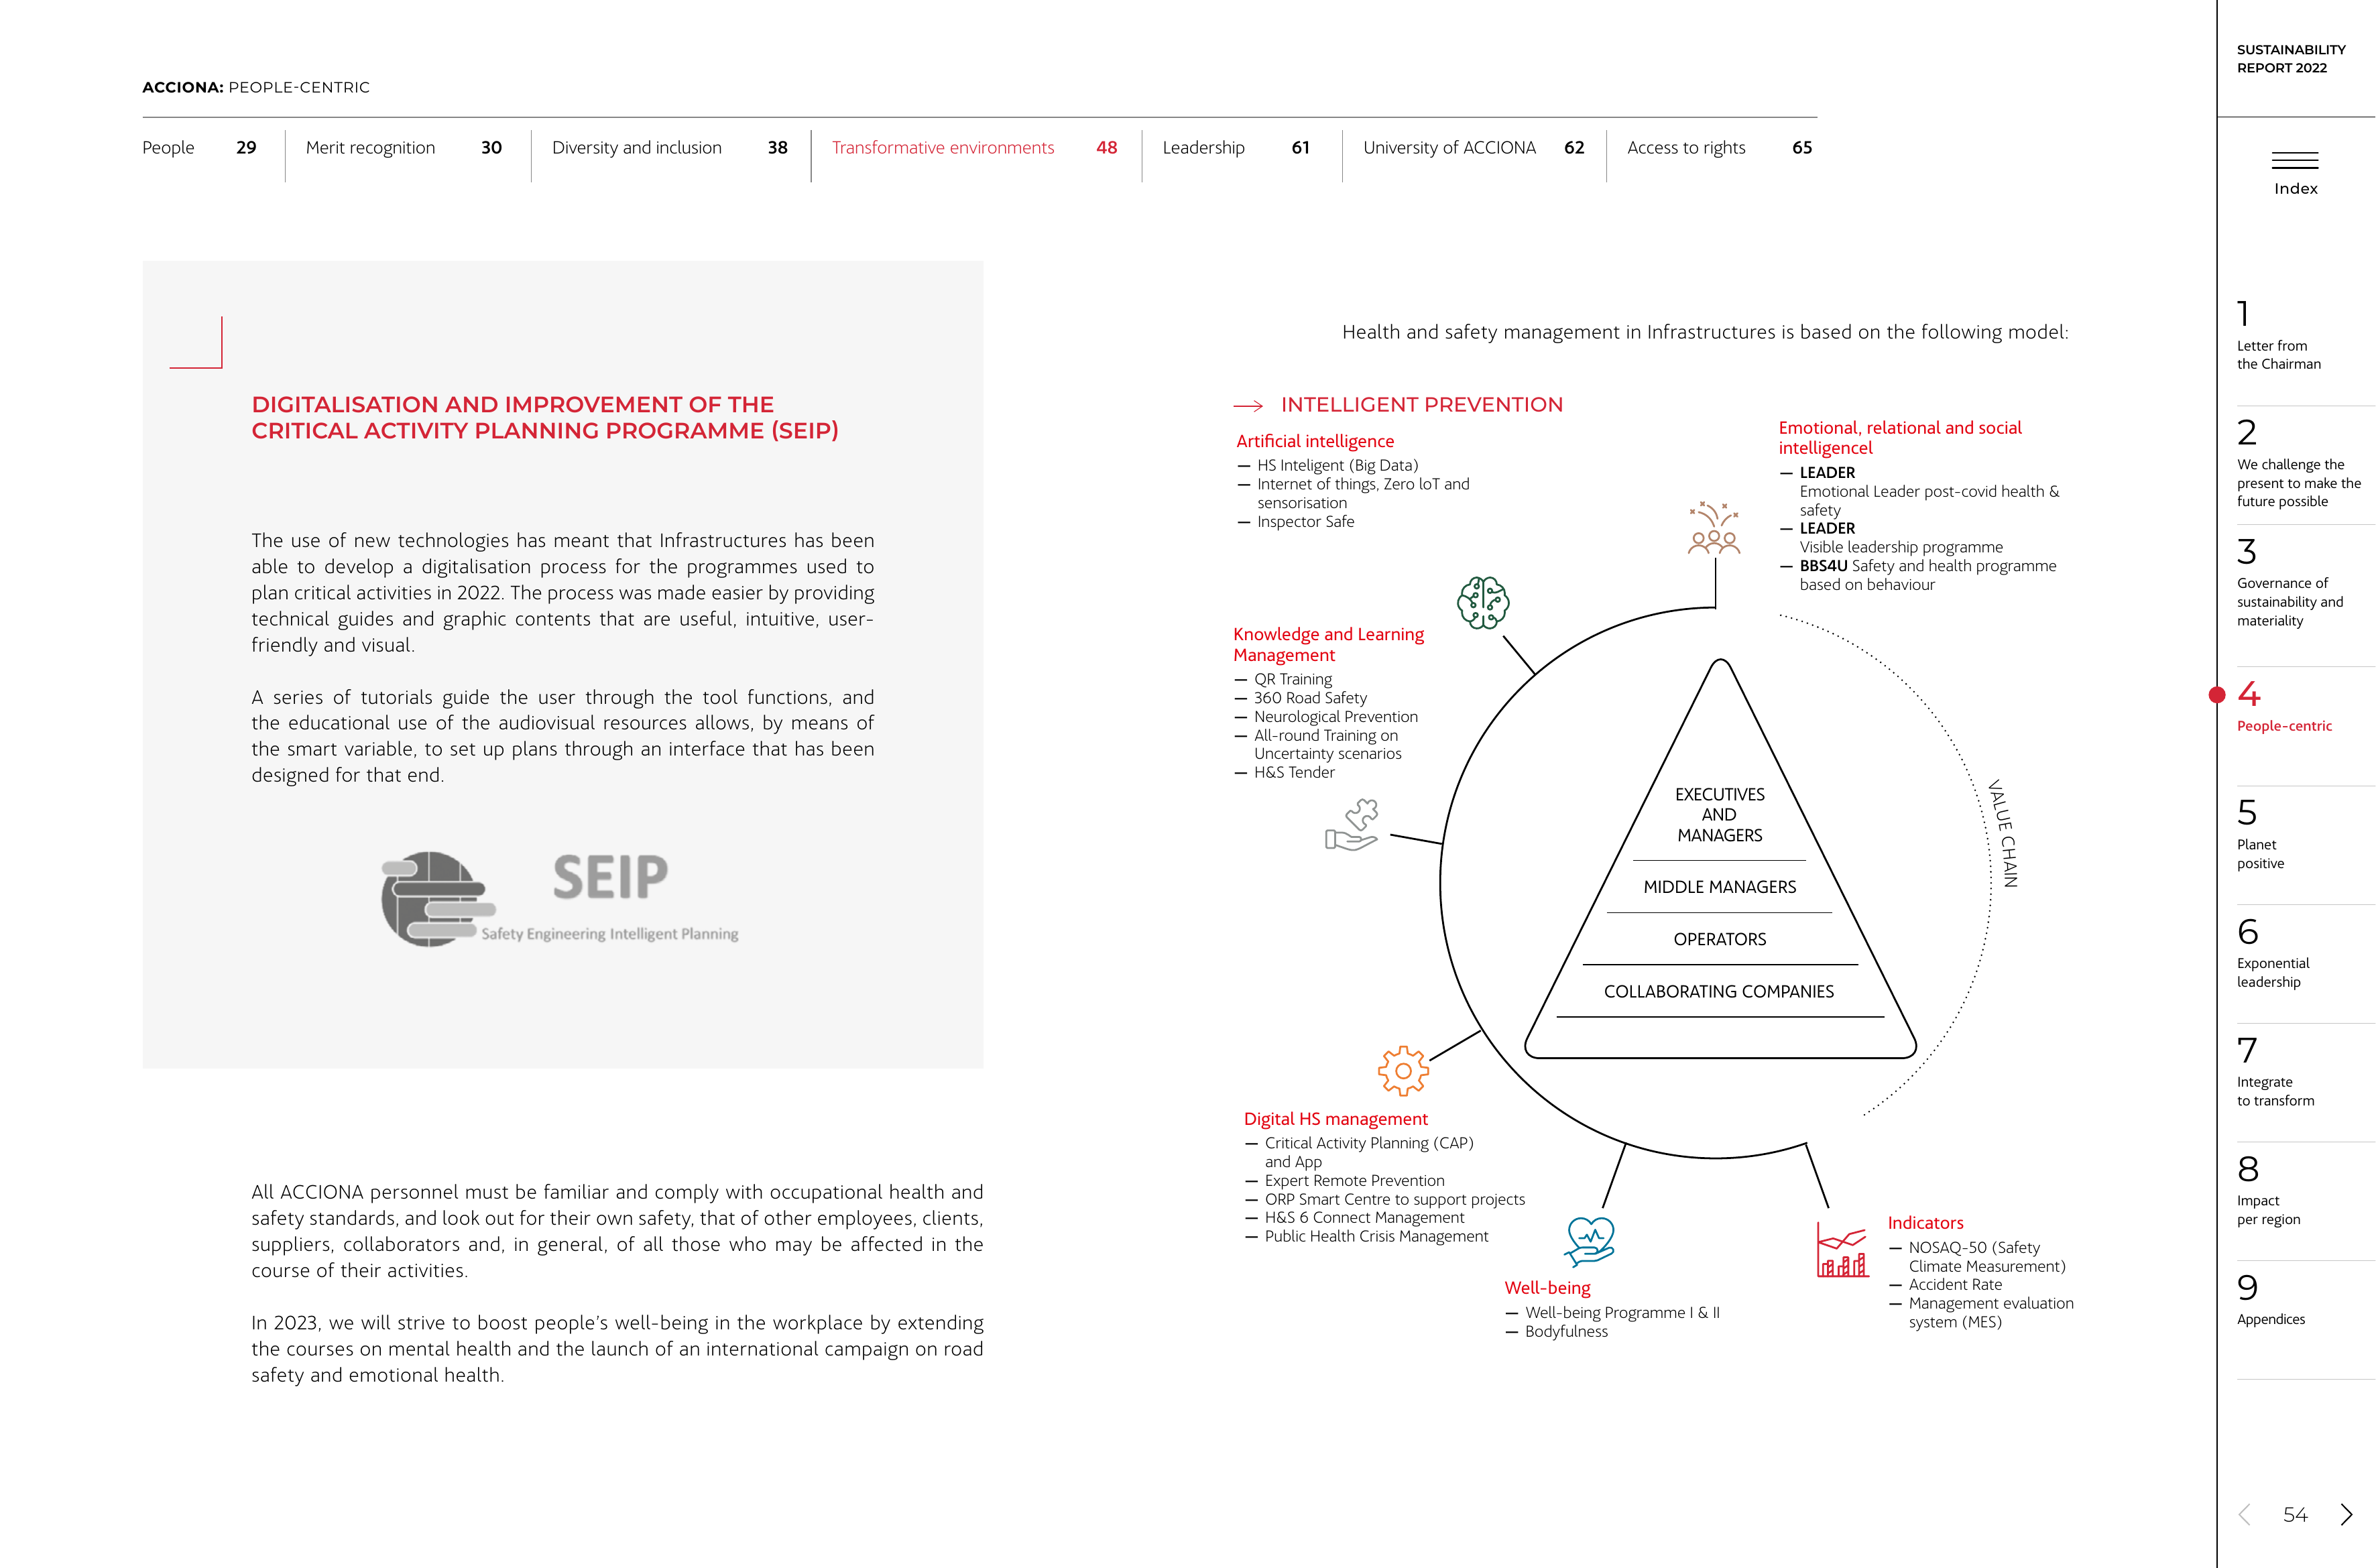 SUSTAINABILITY
REPORT 2022
ACCIONA: PEOPLE-CENTRIC
People 29
Merit recognition 30
Diversity and inclusion 38
Transformative environments 48
Leadership 61
University of ACCIONA 62
Access to rights 65
Index
DIGITALISATION AND IMPROVEMENT OF THE
CRITICAL ACTIVITY PLANNING PROGRAMME (SEIP)
The use of new technologies has meant that Infrastructures has been
able to develop a digitalisation process for the programmes used to
plan critical activities in 2022. The process was made easier by providing
technical guides and graphic contents that are useful, intuitive, user-
friendly and visual.
A series of tutorials guide the user through the tool functions, and
the educational use of the audiovisual resources allows, by means of
the smart variable, to set up plans through an interface that has been
designed for that end.
SEIP
Safety Engineering Intelligent Planning
All ACCIONA personnel must be familiar and comply with occupational health and
safety standards, and look out for their own safety, that of other employees, clients,
suppliers, collaborators and, in general, of all those who may be affected in the
course of their activities.
In 2023, we will strive to boost people's well-being in the workplace by extending
the courses on mental health and the launch of an international campaign on road
safety and emotional health.
Health and safety management in Infrastructures is based on the following model:
INTELLIGENT PREVENTION
Artificial intelligence
— HS Inteligent (Big Data)
— Internet of things, Zero loT and
sensorisation
— Inspector Safe
Emotional, relational and social
intelligencel
— LEADER
Emotional Leader post-covid health &
safety
— LEADER
Visible leadership programme
— BBS4U Safety and health programme
based on behaviour
Knowledge and Learning
Management
— QR Training
— 360 Road Safety
— Neurological Prevention
— All-round Training on
Uncertainty scenarios
— H&S Tender
EXECUTIVES
AND
MANAGERS
MIDDLE MANAGERS
OPERATORS
COLLABORATING COMPANIES
VALUE CHAIN
Digital HS management
— Critical Activity Planning (CAP)
and App
— Expert Remote Prevention
— ORP Smart Centre to support projects
— H&S 6 Connect Management
— Public Health Crisis Management
Well-being
— Well-being Programme I & II
— Bodyfulness
Indicators
— NOSAQ-50 (Safety
Climate Measurement)
— Accident Rate
— Management evaluation
system (MES)
1
Letter from
the Chairman
2
We challenge the
present to make the
future possible
3
Governance of
sustainability and
materiality
4
People-centric
5
Planet
positive
6
Exponential
leadership
7
Integrate
to transform
8
Impact
per region
9
Appendices
54